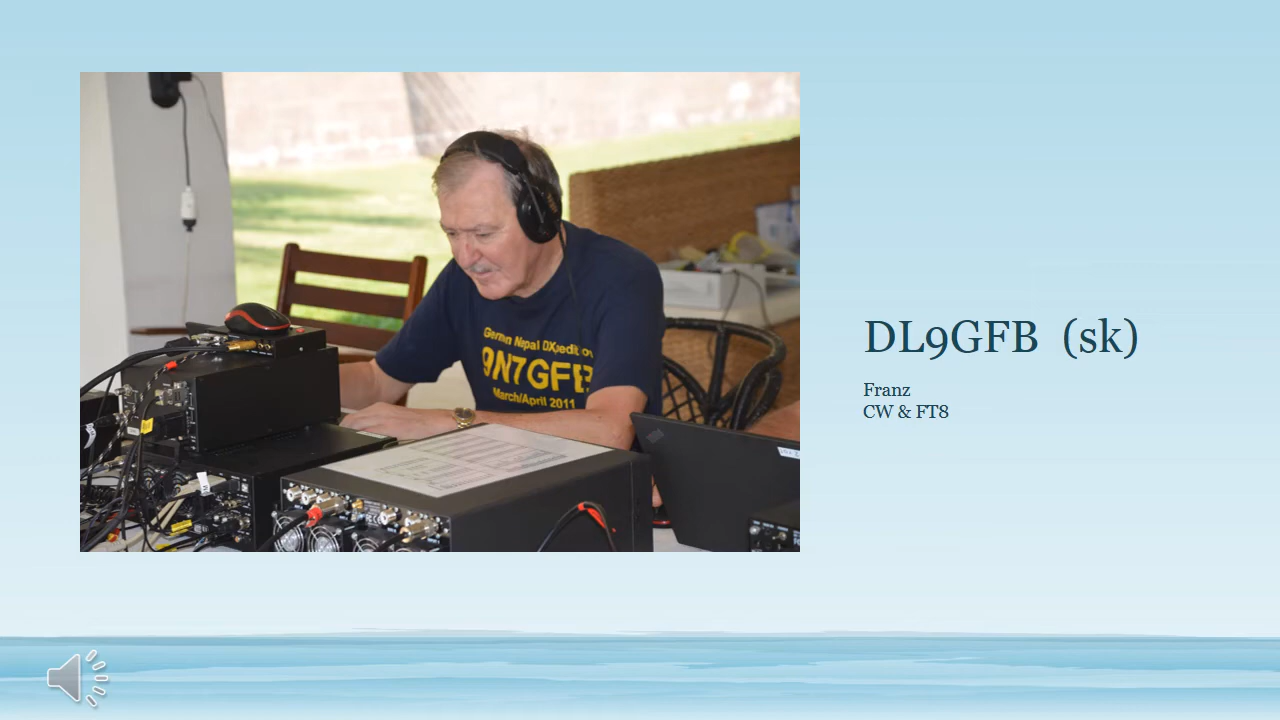 German Nepal DXpedition
9N7GFB
March/April 2011
DL9GFB (sk)
Franz
CW & FT8